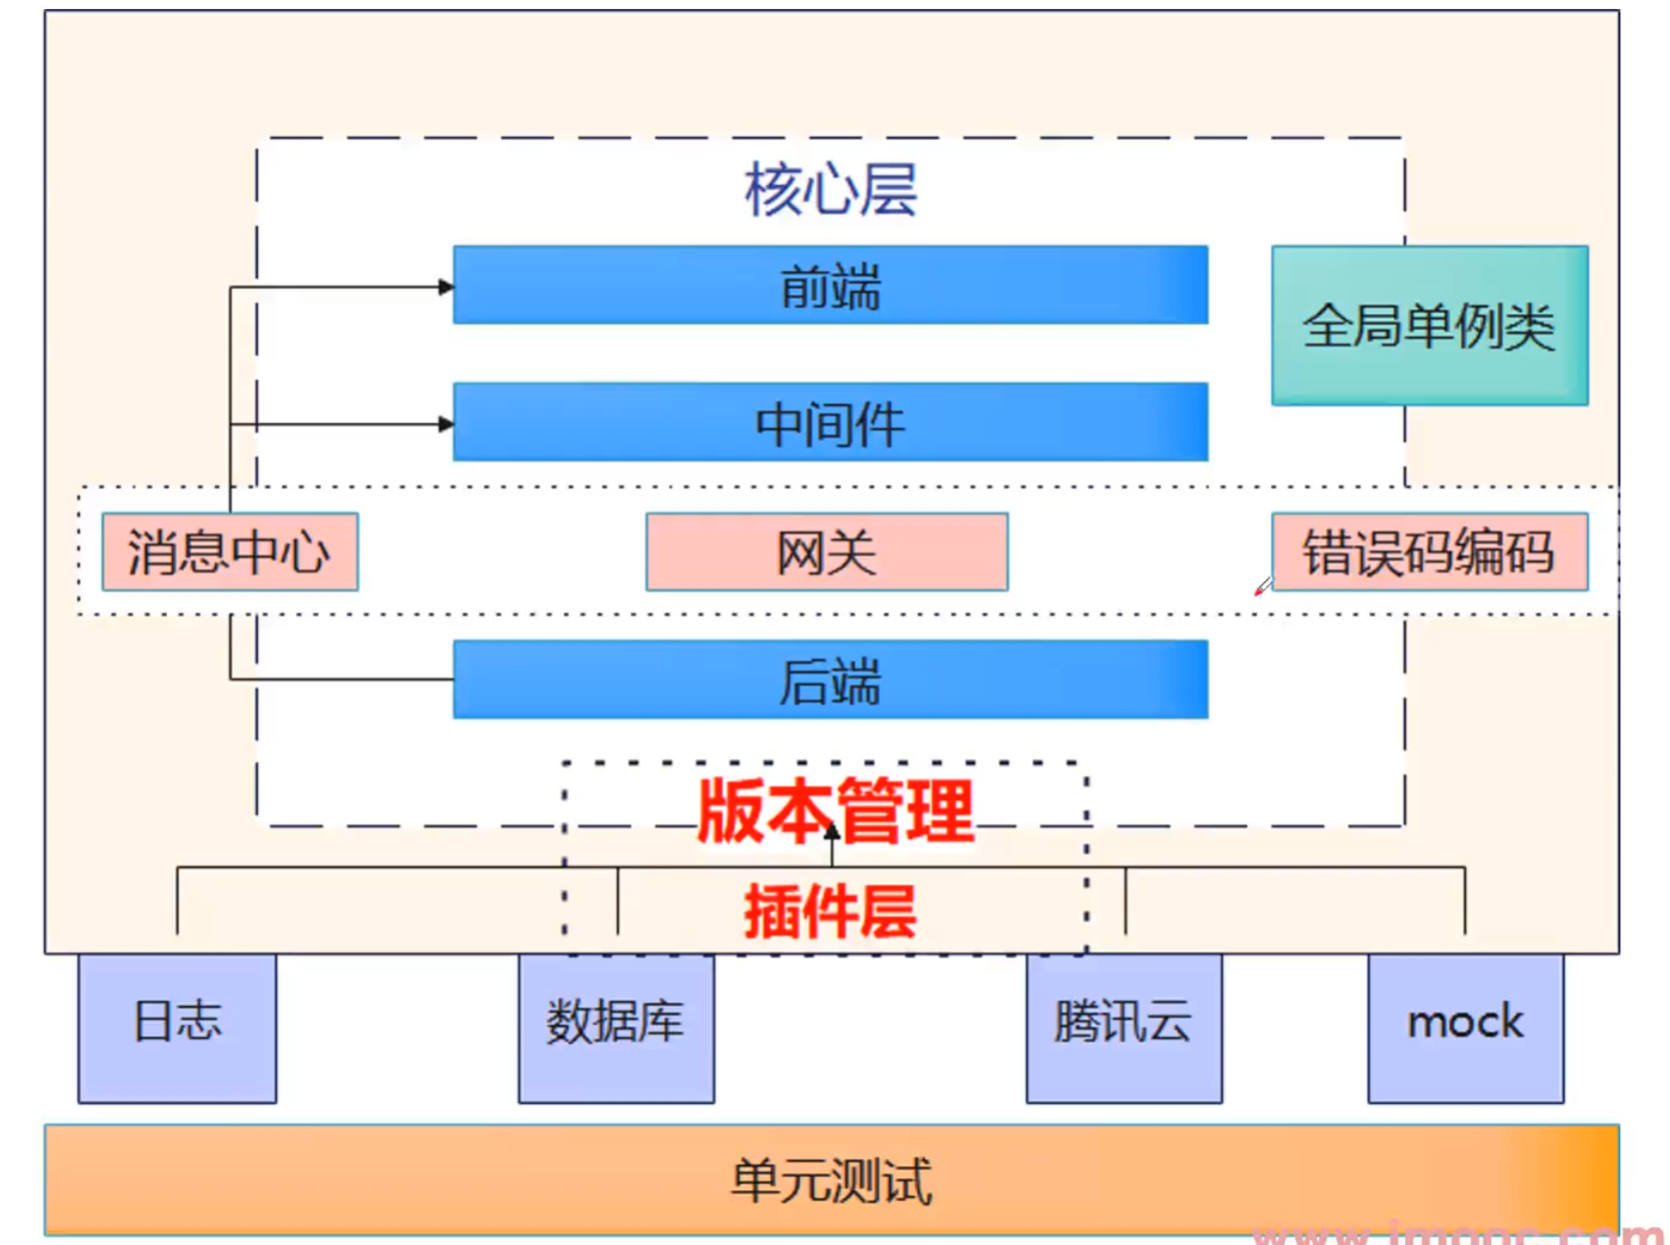 核心层
前端
全局单例类
中间件
消息中心
网关
错误码编码
后端
版本管理
插件层
日志
数据库
腾讯云
mock
单元测试
www.imooc.com